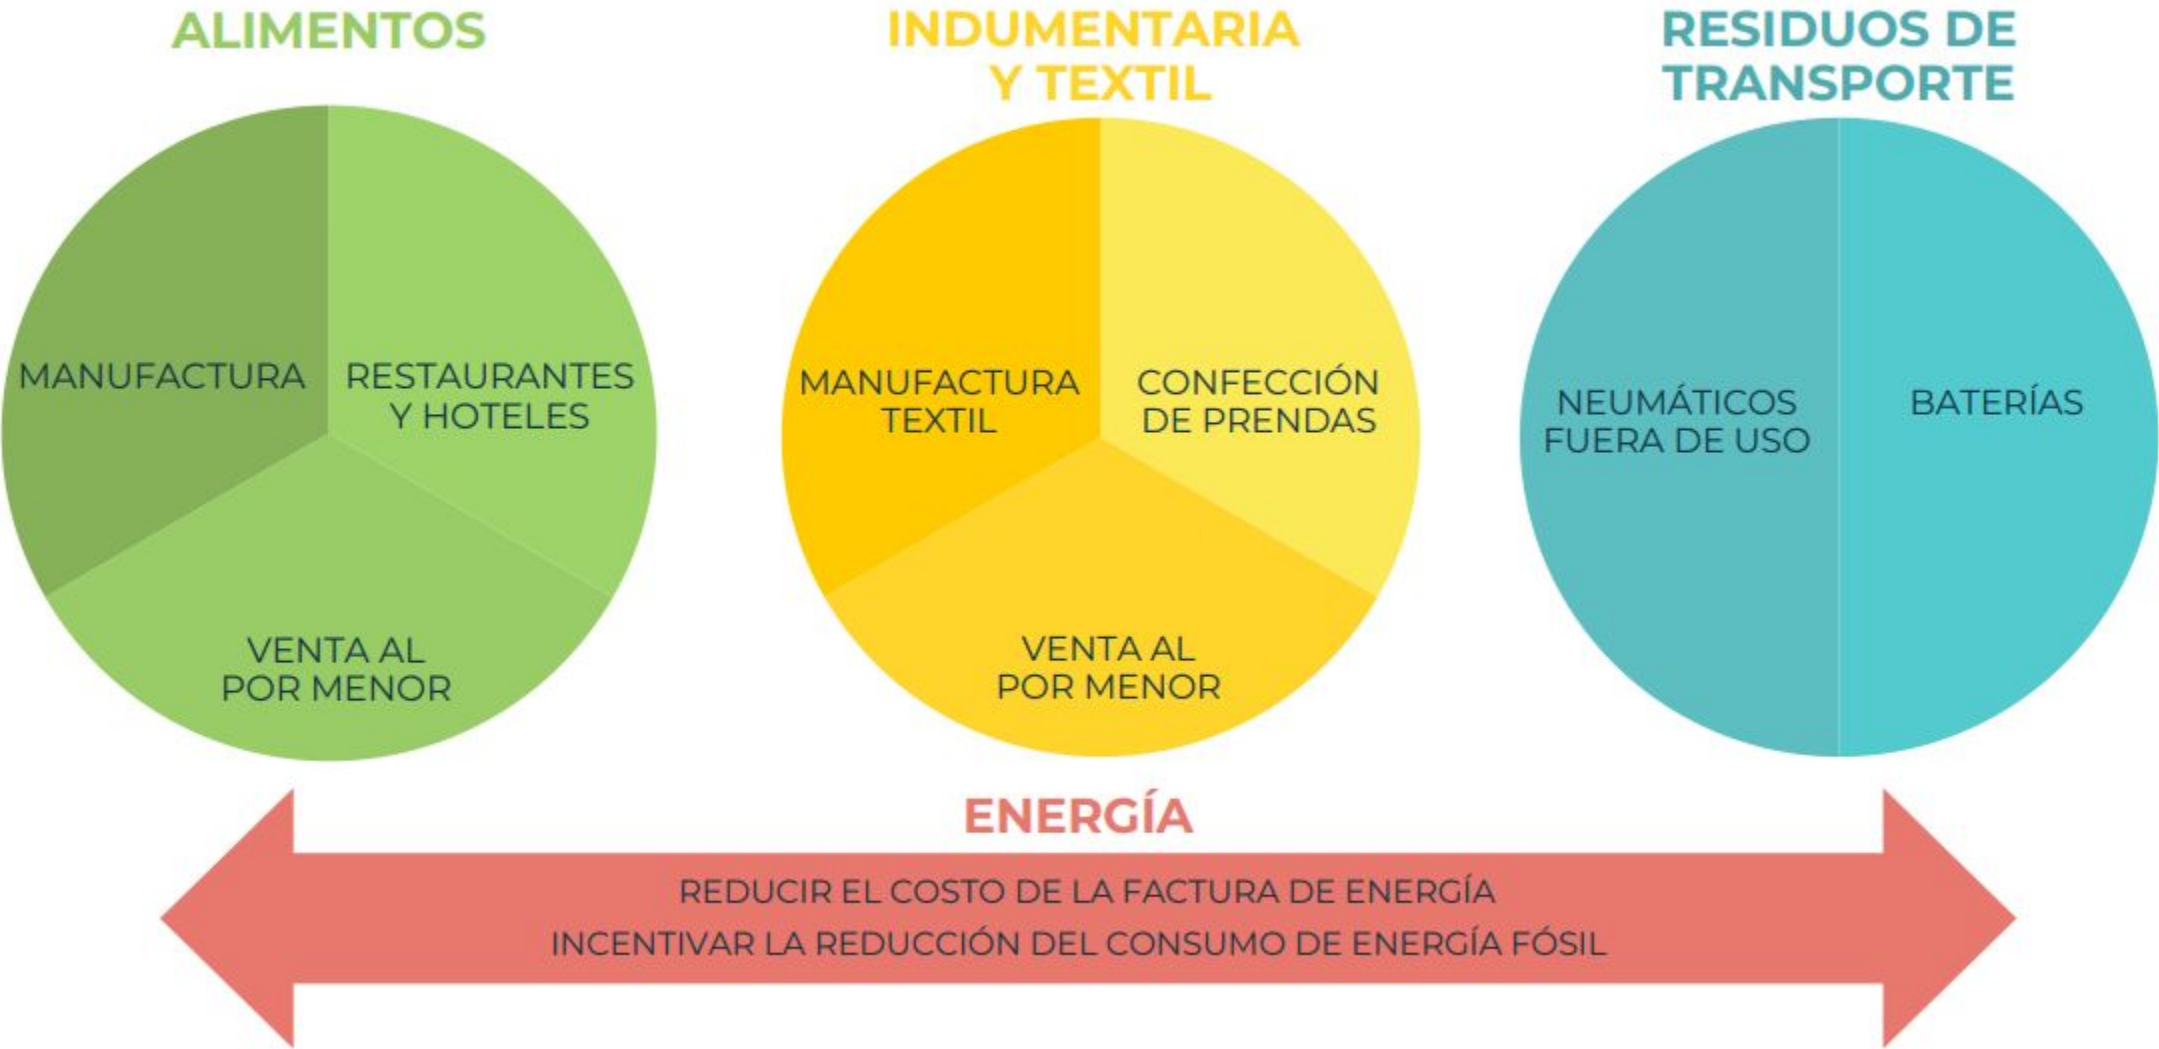 ALIMENTOS
MANUFACTURA
RESTAURANTES
Y HOTELES
VENTA AL
POR MENOR
INDUMENTARIA
Y TEXTIL
MANUFACTURA
TEXTIL
CONFECCIÓN
DE PRENDAS
VENTA AL
POR MENOR
RESIDUOS DE
TRANSPORTE
NEUMÁTICOS
FUERA DE USO
BATERÍAS
ENERGÍA
REDUCIR EL COSTO DE LA FACTURA DE ENERGÍA
INCENTIVAR LA REDUCCIÓN DEL CONSUMO DE ENERGÍA FÓSIL